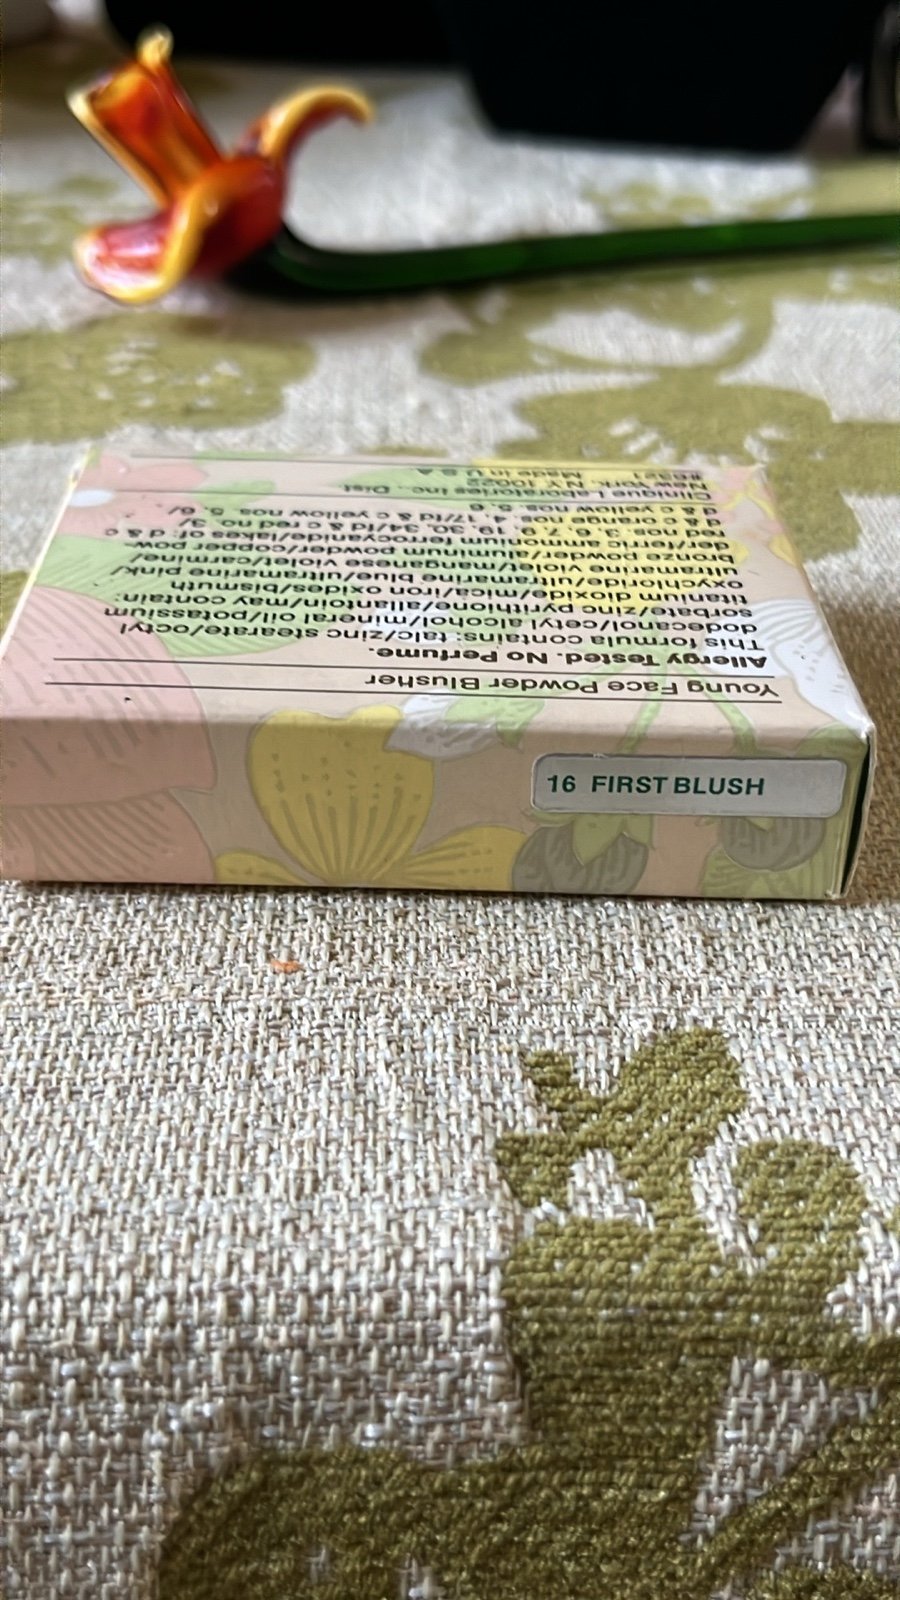 Young Face Powder Blusher
Allergy Tested. No Perfume.
This formula contains: talc/zinc stearate/octyl
dodecanol/cetyl alcohol/mineral oil/potassium
sorbate/zinc pyrithione/allantoin/may contain:
titanium dioxide/mica/iron oxides/bismuth
oxychloride/ultramarine blue/ultramarine pink/
ultramarine violet/manganese violet/carmine/
bronze powder/aluminum powder/copper pow-
der/ferric ammonium ferrocyanide/lakes of: d & c
red nos. 3, 6, 7, 9, 19, 30, 34/fd & c red no. 3/
d & c orange nos. 4, 17/fd & c yellow nos. 5, 6/
d & c yellow nos. 5, 6
Clinique Laboratories Inc., Dist.
New York, NY 10022
#6321 Made in U.S.A.
16 FIRST BLUSH